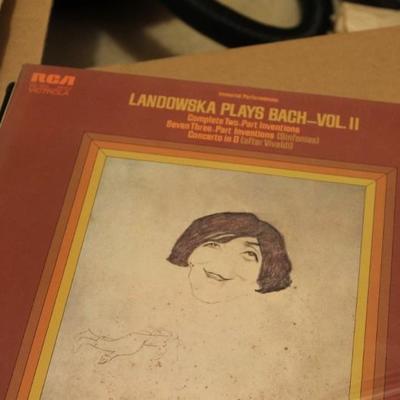 RCA
VICTROLA
Immortal Performances
LANDOWSKA PLAYS BACH—VOL. II
Complete Two-Part Inventions
Seven Three-Part Inventions (Sinfonias)
Concerto in D (after Vivaldi)